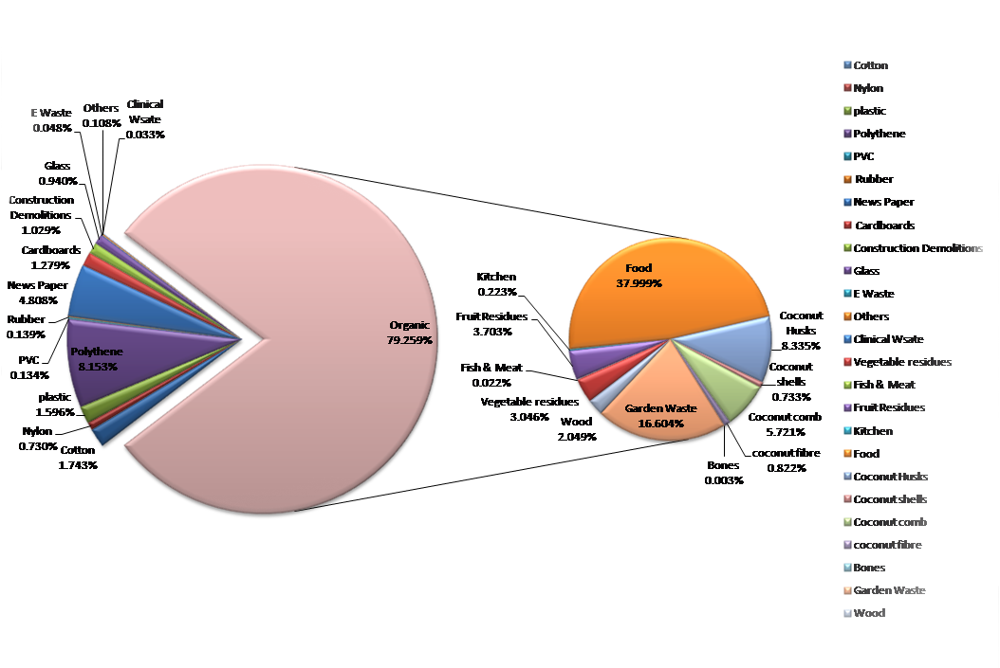 Clinical
Wsate
0.033%
Others
0.108%
E Waste
0.048%
Glass
0.940%
Construction
Demolitions
1.029%
Cardboards
1.279%
News Paper
4.808%
Rubber
0.139%
PVC
0.134%
Polythene
8.153%
plastic
1.596%
Nylon
0.730%
Cotton
1.743%
Organic
79.259%
Food
37.999%
Kitchen
0.223%
Fruit Residues
3.703%
Fish & Meat
0.022%
Vegetable residues
3.046%
Wood
2.049%
Garden Waste
16.604%
Bones
0.003%
coconut fibre
0.822%
Coconut comb
5.721%
Coconut
shells
0.733%
Coconut
Husks
8.335%
Cotton
Nylon
plastic
Polythene
PVC
Rubber
News Paper
Cardboards
Construction Demolitions
Glass
E Waste
Others
Clinical Wsate
Vegetable residues
Fish & Meat
Fruit Residues
Kitchen
Food
Coconut Husks
Coconut shells
Coconut comb
coconut fibre
Bones
Garden Waste
Wood